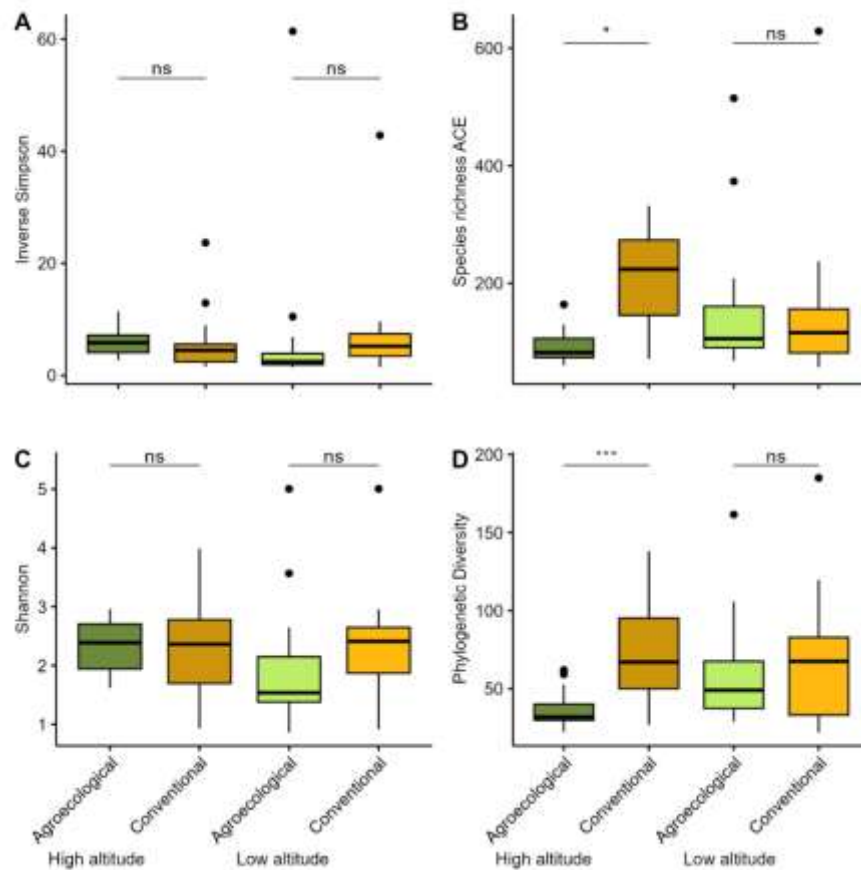 A
Inverse Simpson
60
40
20
0
ns
ns
B
Species richness ACE
600
400
200
*
ns
C
Shannon
5
4
3
2
1
ns
ns
Agroecological
Conventional
Agroecological
Conventional
High altitude
Low altitude
D
Phylogenetic Diversity
200
150
100
50
***
ns
Agroecological
Conventional
Agroecological
Conventional
High altitude
Low altitude